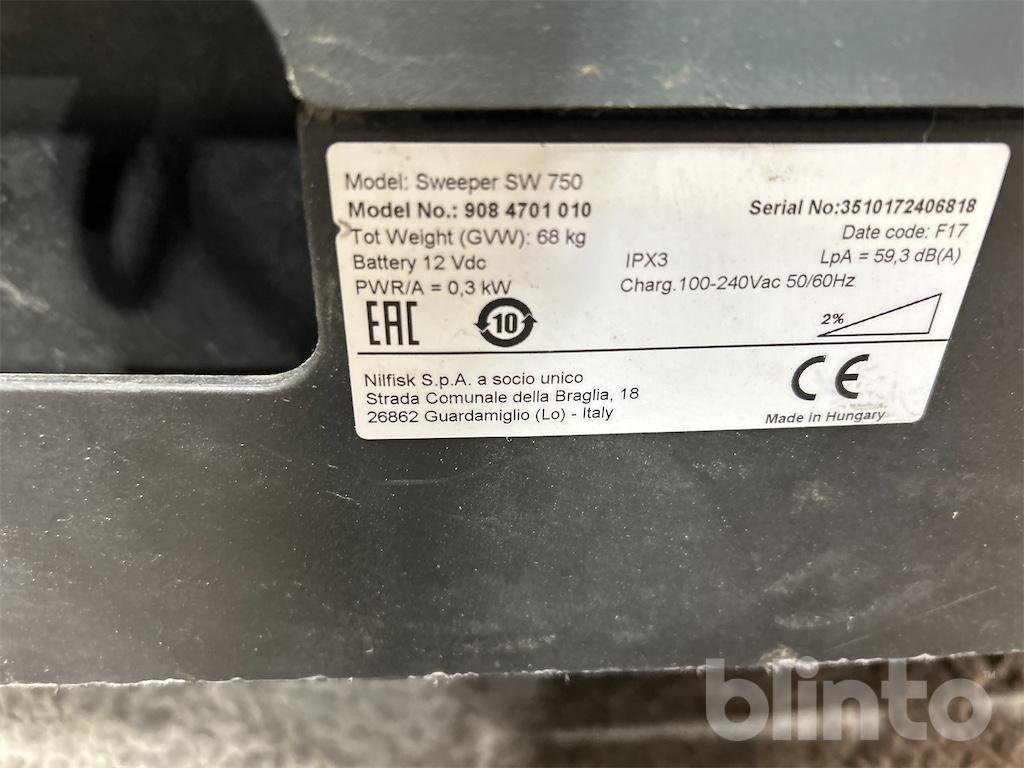 Model: Sweeper SW 750
Model No.: 908 4701 010
Serial No:3510172406818
Tot Weight (GVW): 68 kg
Date code: F17
Battery 12 Vdc
IPX3
LpA = 59,3 dB(A)
PWR/A = 0,3 kW
Charg.100-240Vac 50/60Hz
EAC
10
2%
Nilfisk S.p.A. a socio unico
Strada Comunale della Braglia, 18
26862 Guardamiglio (Lo) - Italy
CE
Made in Hungary
blinto™